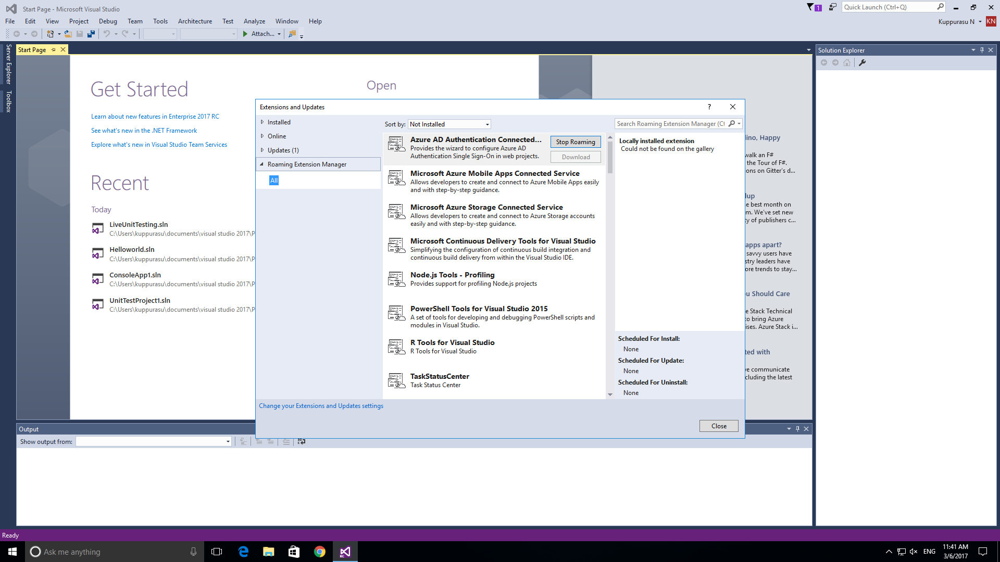 Start Page - Microsoft Visual Studio
1
Quick Launch (Ctrl+Q)
File Edit View Project Debug Team Tools Architecture Test Analyze Window Help
Kuppurasu N KN
Attach...
Server Explorer
Toolbox
Start Page
Solution Explorer
Get Started
Open
Learn about new features in Enterprise 2017 RC
See what's new in the .NET Framework
Explore what's new in Visual Studio Team Services
Recent
Today
LiveUnitTesting.sln
C:\Users\kuppurasu\documents\visual studio 2017\P
Helloworld.sln
C:\Users\kuppurasu\documents\visual studio 2017\P
ConsoleApp1.sln
C:\Users\kuppurasu\documents\visual studio 2017\P
UnitTestProject1.sln
C:\Users\kuppurasu\documents\visual studio 2017\P
Extensions and Updates
?
Installed
Online
Updates (1)
Roaming Extension Manager
All
Sort by: Not Installed
Search Roaming Extension Manager (Ct
Azure AD Authentication Connected...
Provides the wizard to configure Azure AD
Authentication Single Sign-On in web projects.
Stop Roaming
Download
Microsoft Azure Mobile Apps Connected Service
Allows developers to create and connect to Azure Mobile Apps easily
and with step-by-step guidance.
Microsoft Azure Storage Connected Service
Allows developers to create and connect to Azure Storage accounts
easily and with step-by-step guidance.
Microsoft Continuous Delivery Tools for Visual Studio
Simplifying the configuration of continuous build integration and
continuous build delivery from within the Visual Studio IDE.
Node.js Tools - Profiling
Provides support for profiling Node.js projects
PowerShell Tools for Visual Studio 2015
A set of tools for developing and debugging PowerShell scripts and
modules in Visual Studio.
R Tools for Visual Studio
R Tools for Visual Studio
TaskStatusCenter
Task Status Center
Locally installed extension
Could not be found on the gallery
Scheduled For Install:
None
Scheduled For Update:
None
Scheduled For Uninstall:
None
Change your Extensions and Updates settings
Close
lino, Happy
walk an F#
the Tour of F#.
ons on Gitter's d...
lup
e best month on
m. We've set new
ty of publishers c...
apps apart?
savvy users have
stry leaders have
ore trends to stay...
u Should Care
e Stack Technical
to bring Azure
ises. Azure Stack i...
ted with
ve communicate
cluding the latest
Output
Show output from:
Ready
Ask me anything
RC
ENG
11:41 AM
3/6/2017